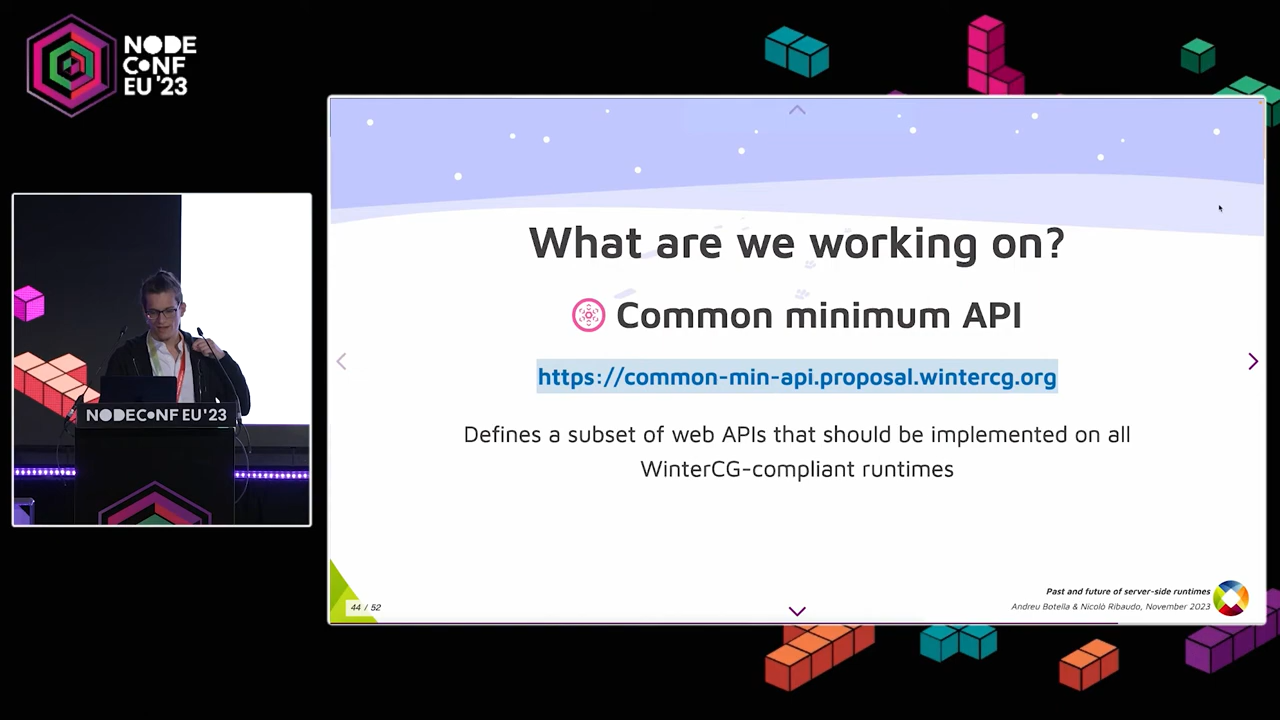 NODE
CONF
EU '23
What are we working on?
Common minimum API
https://common-min-api.proposal.wintercg.org
Defines a subset of web APIs that should be implemented on all
WinterCG-compliant runtimes
NODECONF EU '23
44 / 52
Past and future of server-side runtimes
Andreu Botella & Nicolò Ribaudo, November 2023